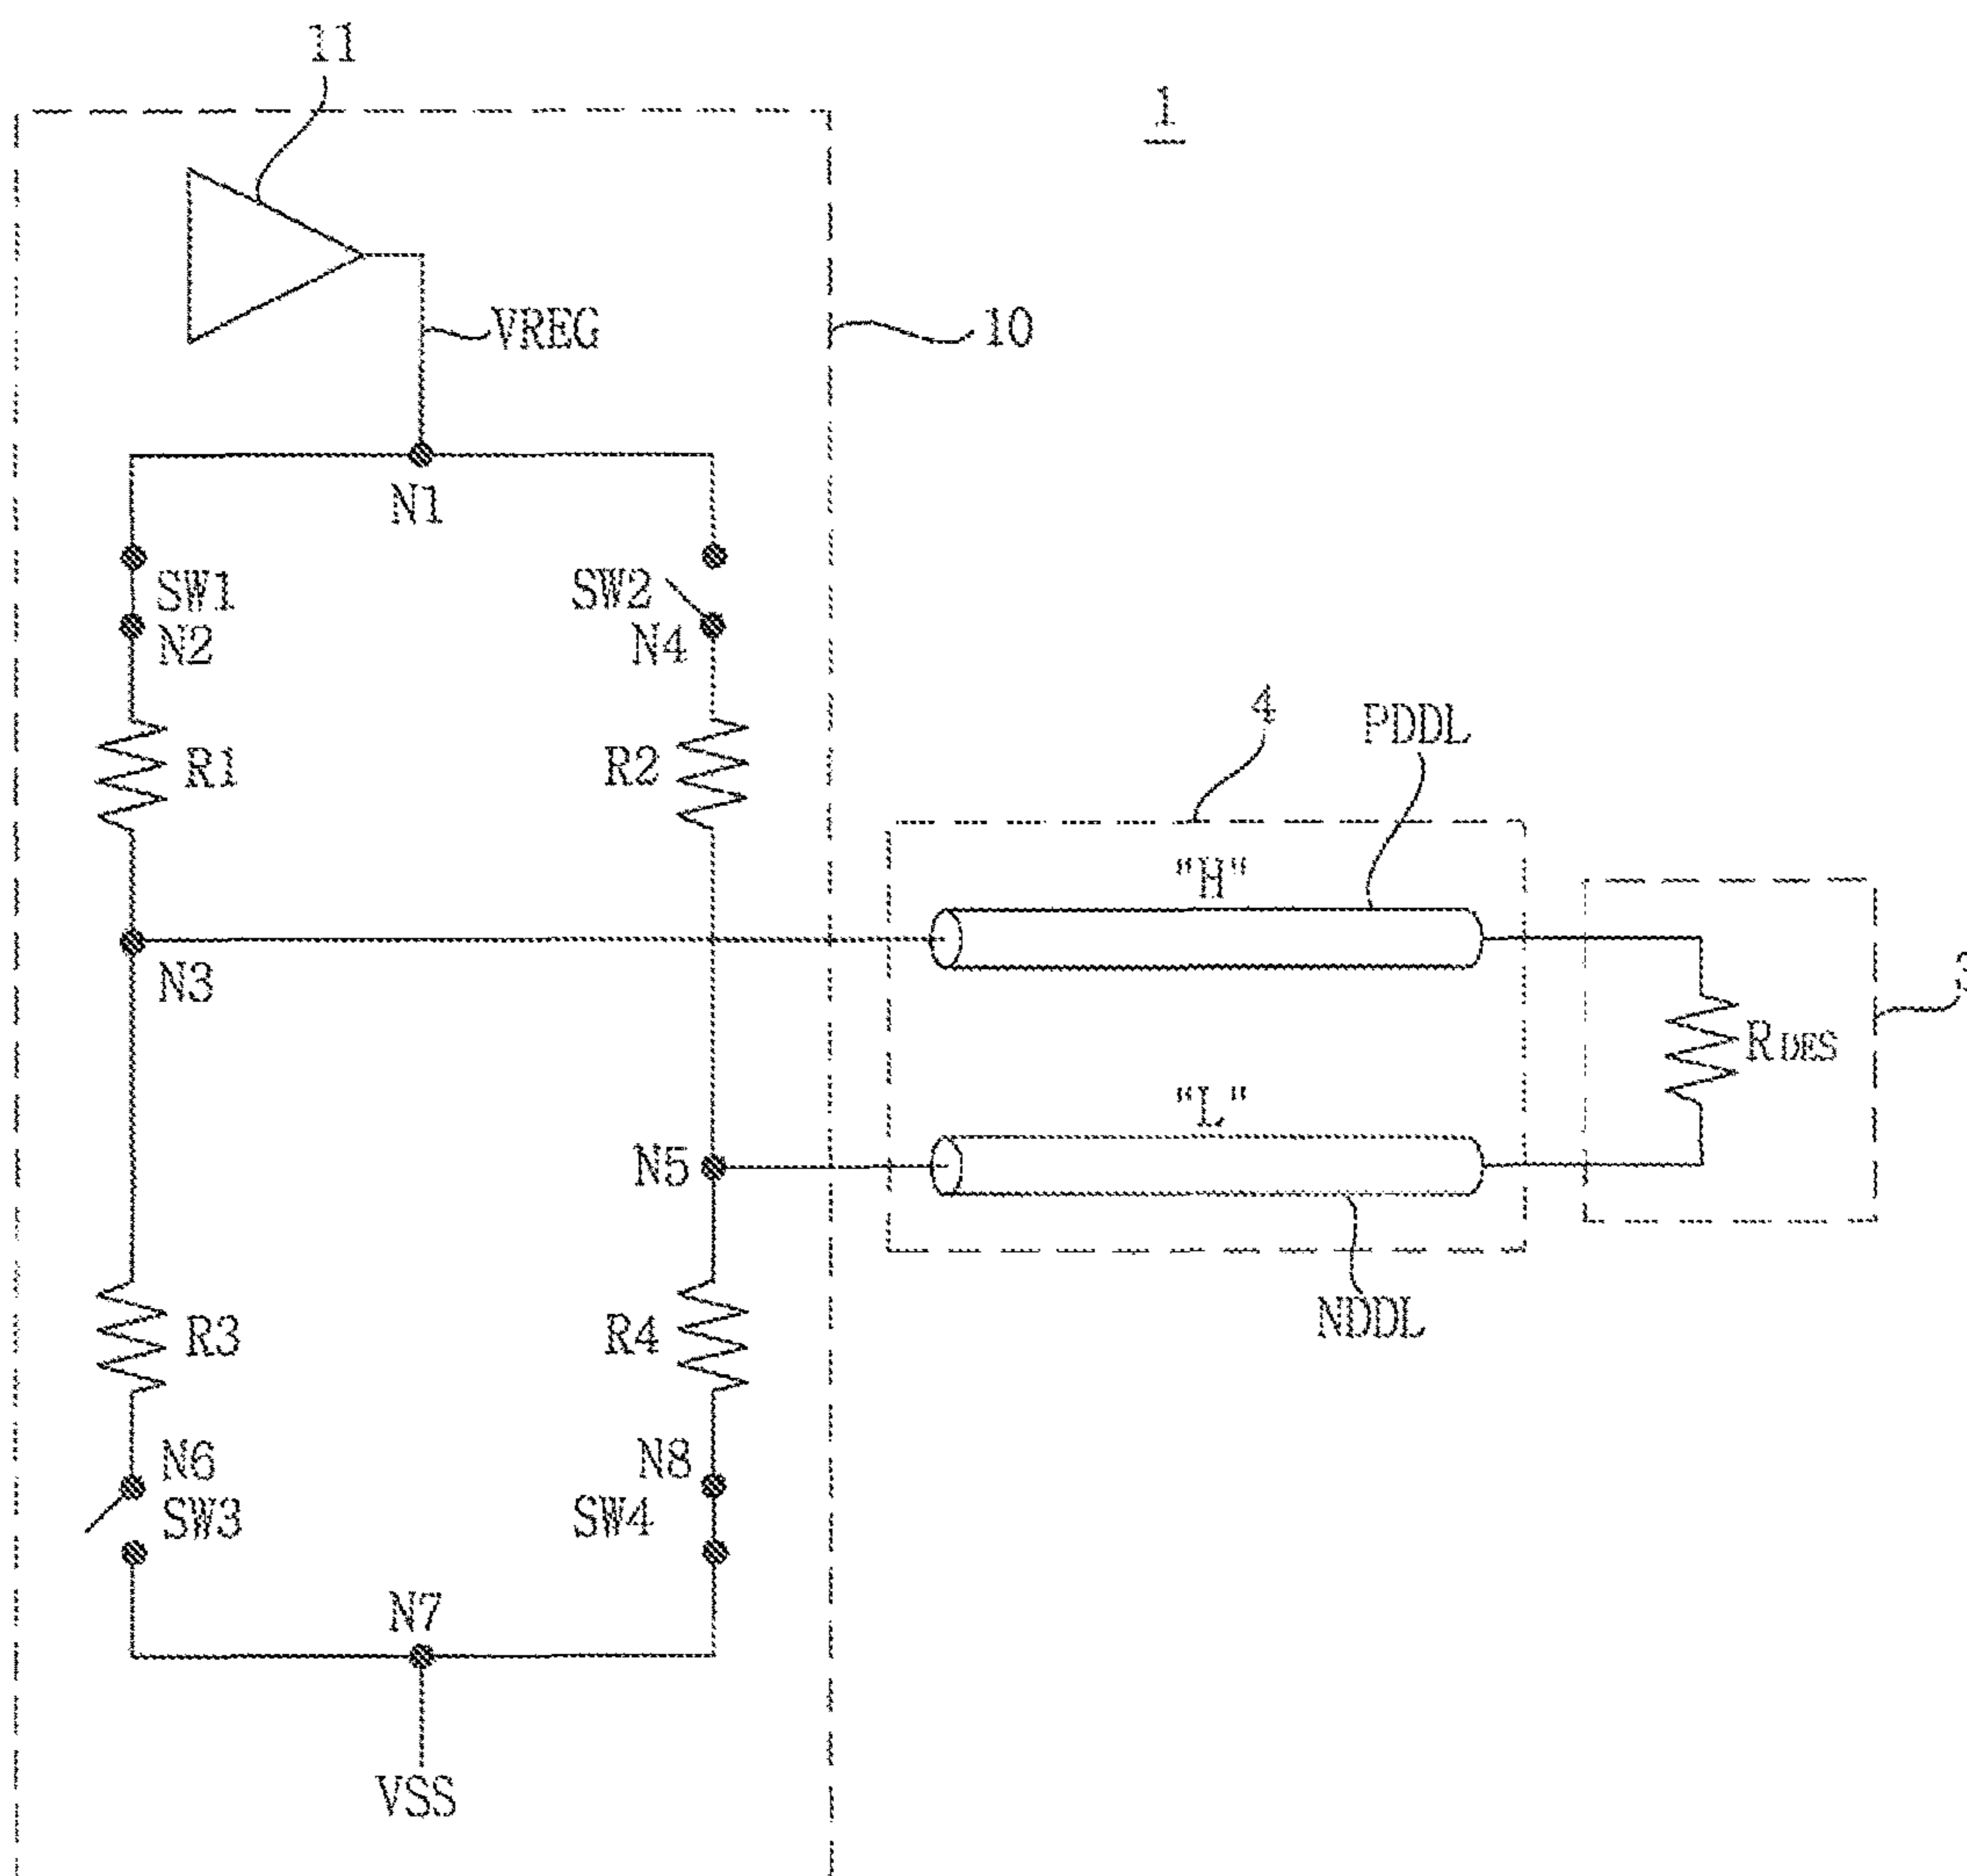 11
1
VREG
10
N1
SW1
SW2
N2
N4
R1
R2
4
PDDL
"H"
N3
3
RDES
"L"
N5
NDDL
R3
R4
N6
N8
SW3
SW4
N7
VSS